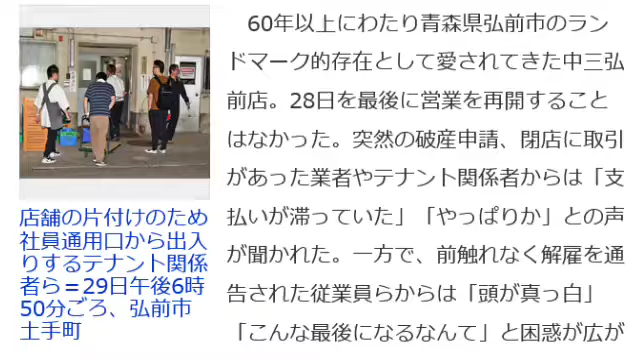 60年以上にわたり青森県弘前市のラン
ドマーク的存在として愛されてきた中三弘
前店。28日を最後に営業を再開すること
はなかった。突然の破産申請、閉店に取引
があった業者やテナント関係者からは「支
払いが滞っていた」「やっぱりか」との声
が聞かれた。一方で、前触れなく解雇を通
告された従業員らからは「頭が真っ白」
「こんな最後になるなんて」と困惑が広が
店舗の片付けのため
社員通用口から出入
りするテナント関係
者ら＝29日午後6時
50分ごろ、弘前市
土手町